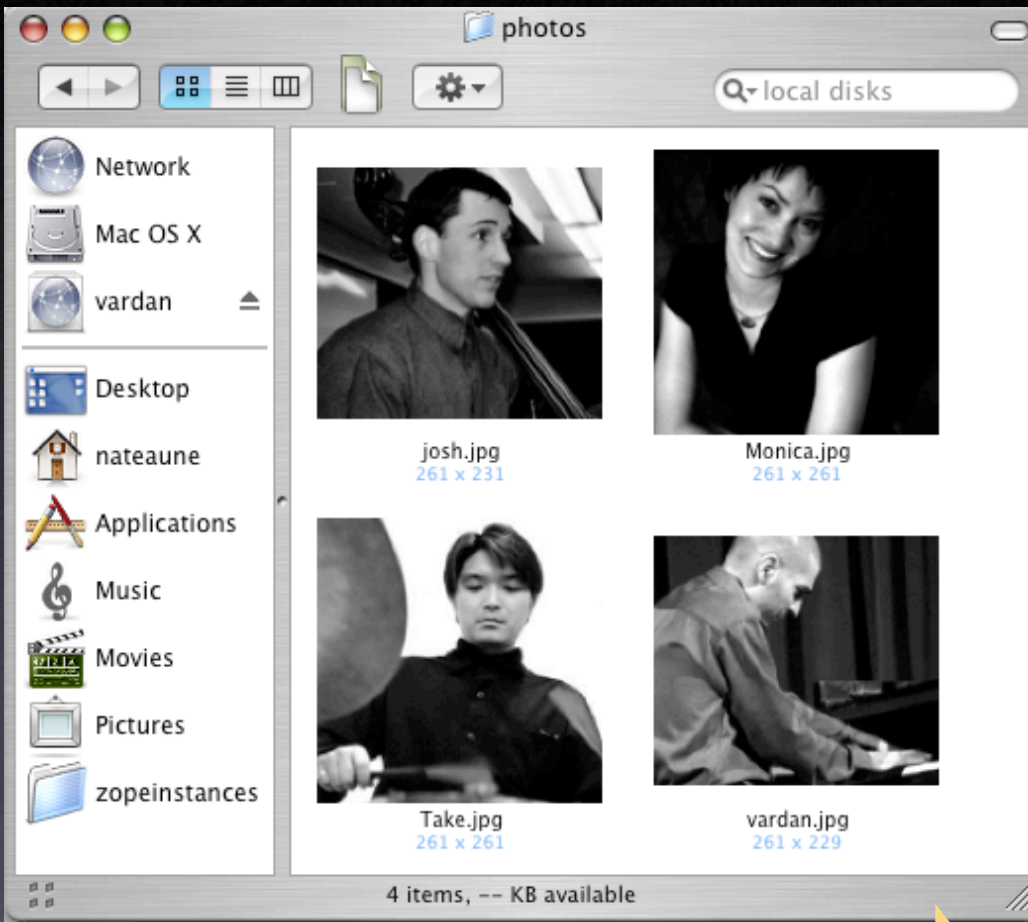 photos
local disks
Network
Mac OS X
vardan
Desktop
nateaune
Applications
Music
Movies
Pictures
zopeinstances
josh.jpg
261 x 231
Monica.jpg
261 x 261
Take.jpg
261 x 261
vardan.jpg
261 x 229
4 items, -- KB available